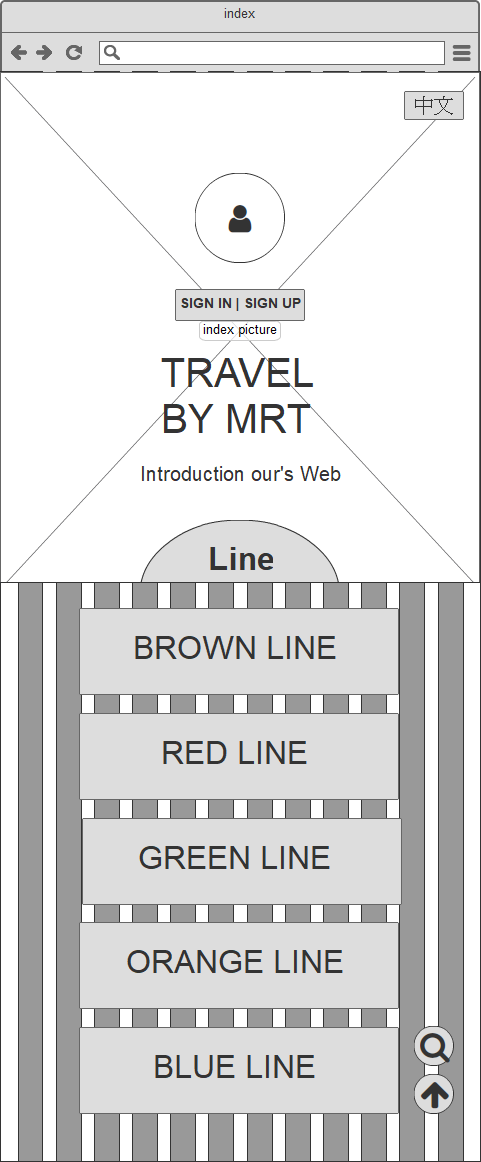 index
中文
SIGN IN | SIGN UP
index picture
TRAVEL
BY MRT
Introduction our's Web
Line
BROWN LINE
RED LINE
GREEN LINE
ORANGE LINE
BLUE LINE